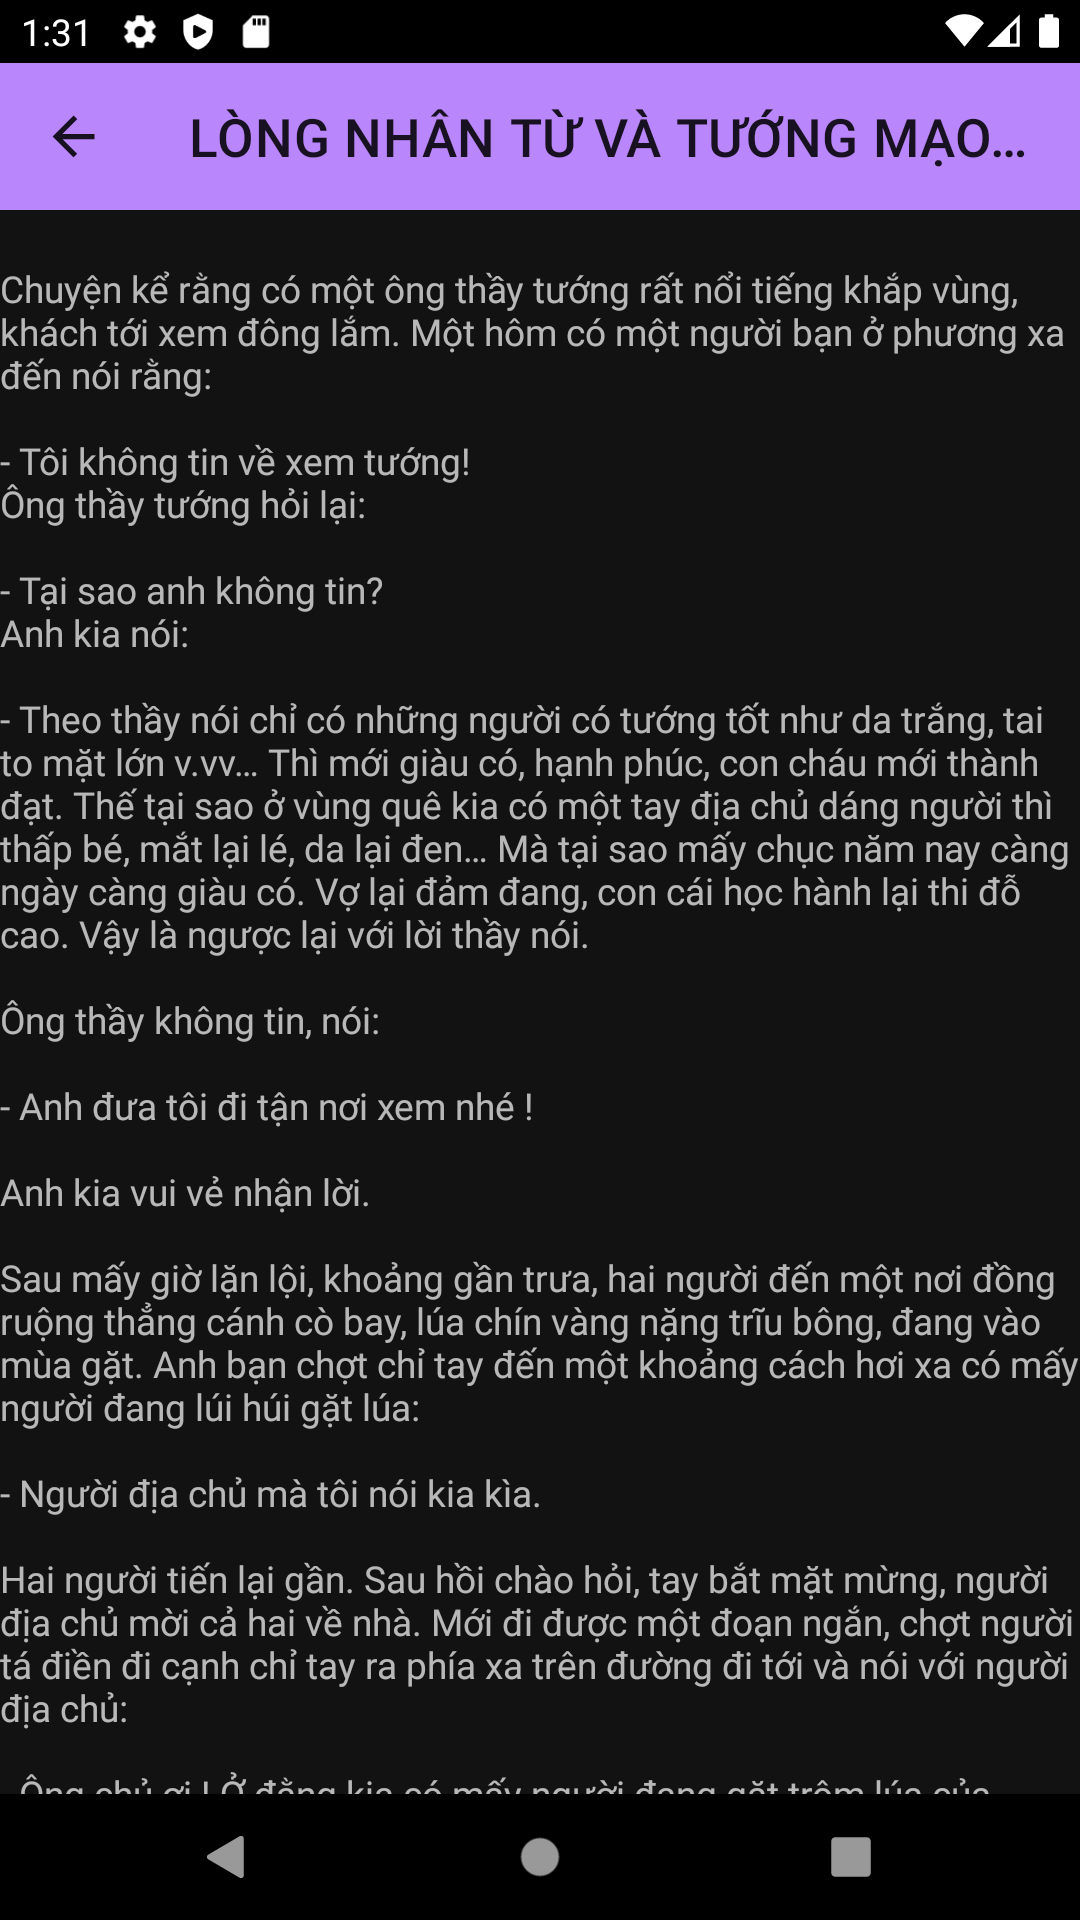 1:31
LÒNG NHÂN TỪ VÀ TƯỚNG MẠO...
Chuyện kể rằng có một ông thầy tướng rất nổi tiếng khắp vùng,
khách tới xem đông lắm. Một hôm có một người bạn ở phương xa
đến nói rằng:
- Tôi không tin về xem tướng!
Ông thầy tướng hỏi lại:
- Tại sao anh không tin?
Anh kia nói:
- Theo thầy nói chỉ có những người có tướng tốt như da trắng, tai
to mặt lớn v.vv... Thì mới giàu có, hạnh phúc, con cháu mới thành
đạt. Thế tại sao ở vùng quê kia có một tay địa chủ dáng người thì
thấp bé, mắt lại lé, da lại đen... Mà tại sao mấy chục năm nay càng
ngày càng giàu có. Vợ lại đảm đang, con cái học hành lại thi đỗ
cao. Vậy là ngược lại với lời thầy nói.
Ông thầy không tin, nói:
- Anh đưa tôi đi tận nơi xem nhé !
Anh kia vui vẻ nhận lời.
Sau mấy giờ lặn lội, khoảng gần trưa, hai người đến một nơi đồng
ruộng thẳng cánh cò bay, lúa chín vàng nặng trĩu bông, đang vào
mùa gặt. Anh bạn chợt chỉ tay đến một khoảng cách hơi xa có mấy
người đang lúi húi gặt lúa:
- Người địa chủ mà tôi nói kia kìa.
Hai người tiến lại gần. Sau hồi chào hỏi, tay bắt mặt mừng, người
địa chủ mời cả hai về nhà. Mới đi được một đoạn ngắn, chợt người
tá điền đi cạnh chỉ tay ra phía xa trên đường đi tới và nói với người
địa chủ:
- Ông chủ ơi ! Ở đằng kia có mấy người đang gặt trộm lúa của